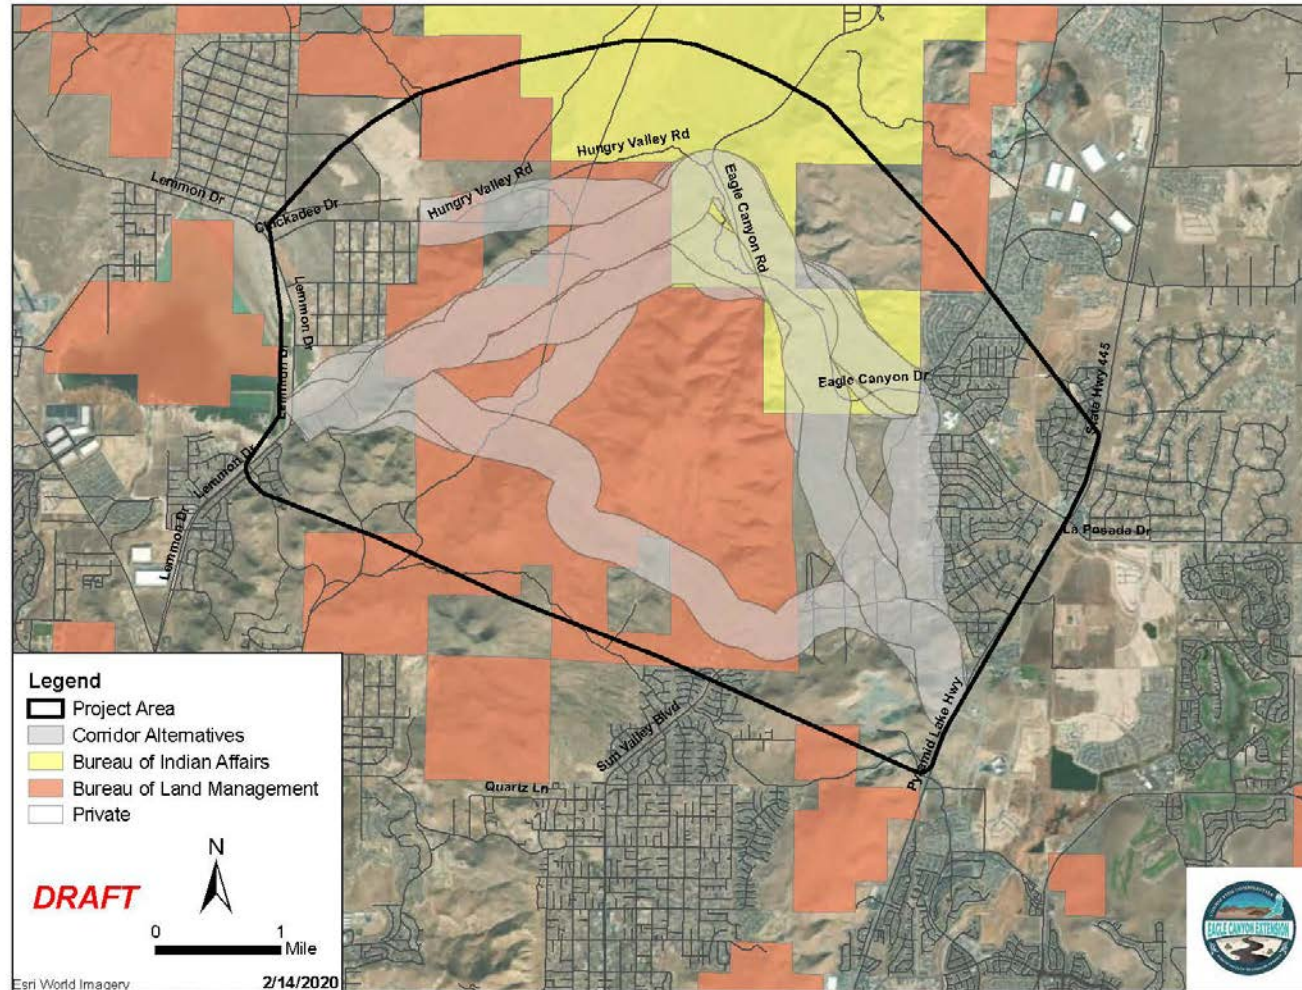 Hungry Valley Rd
Lemmon Dr
Hungry Valley Rd
Chickadee Dr
Eagle Canyon Rd
Lemmon Dr
Lemmon Dr
Eagle Canyon Dr
State Hwy 445
Lemmon Dr
Lemmon Dr
La Posada Dr
Sun Valley Blvd
Pyramid Lake Hwy
Quartz Ln
Legend
Project Area
Corridor Alternatives
Bureau of Indian Affairs
Bureau of Land Management
Private
N
DRAFT
0 1
Mile
Esri World Imagery 2/14/2020
EAGLE CANYON EXTENSION